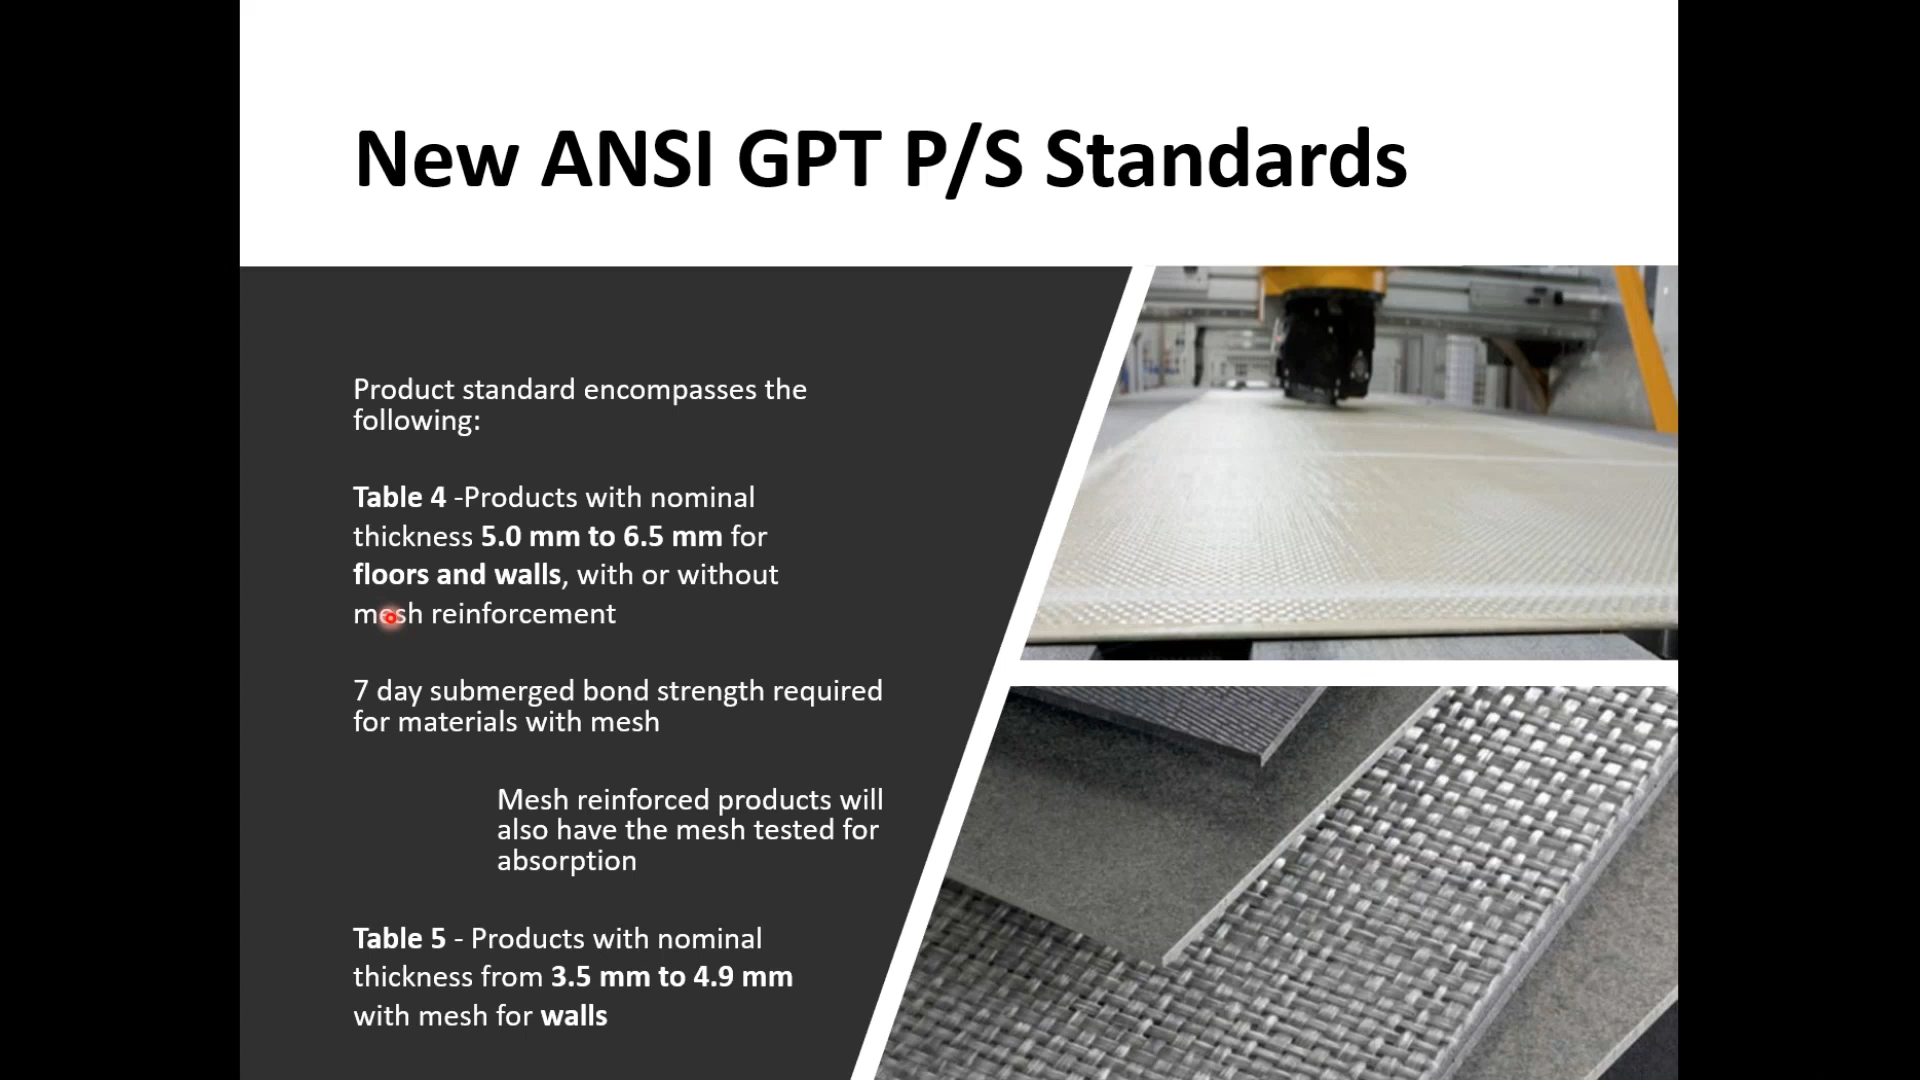 New ANSI GPT P/S Standards
Product standard encompasses the
following:
Table 4 -Products with nominal
thickness 5.0 mm to 6.5 mm for
floors and walls, with or without
mesh reinforcement
7 day submerged bond strength required
for materials with mesh
Mesh reinforced products will
also have the mesh tested for
absorption
Table 5 - Products with nominal
thickness from 3.5 mm to 4.9 mm
with mesh for walls